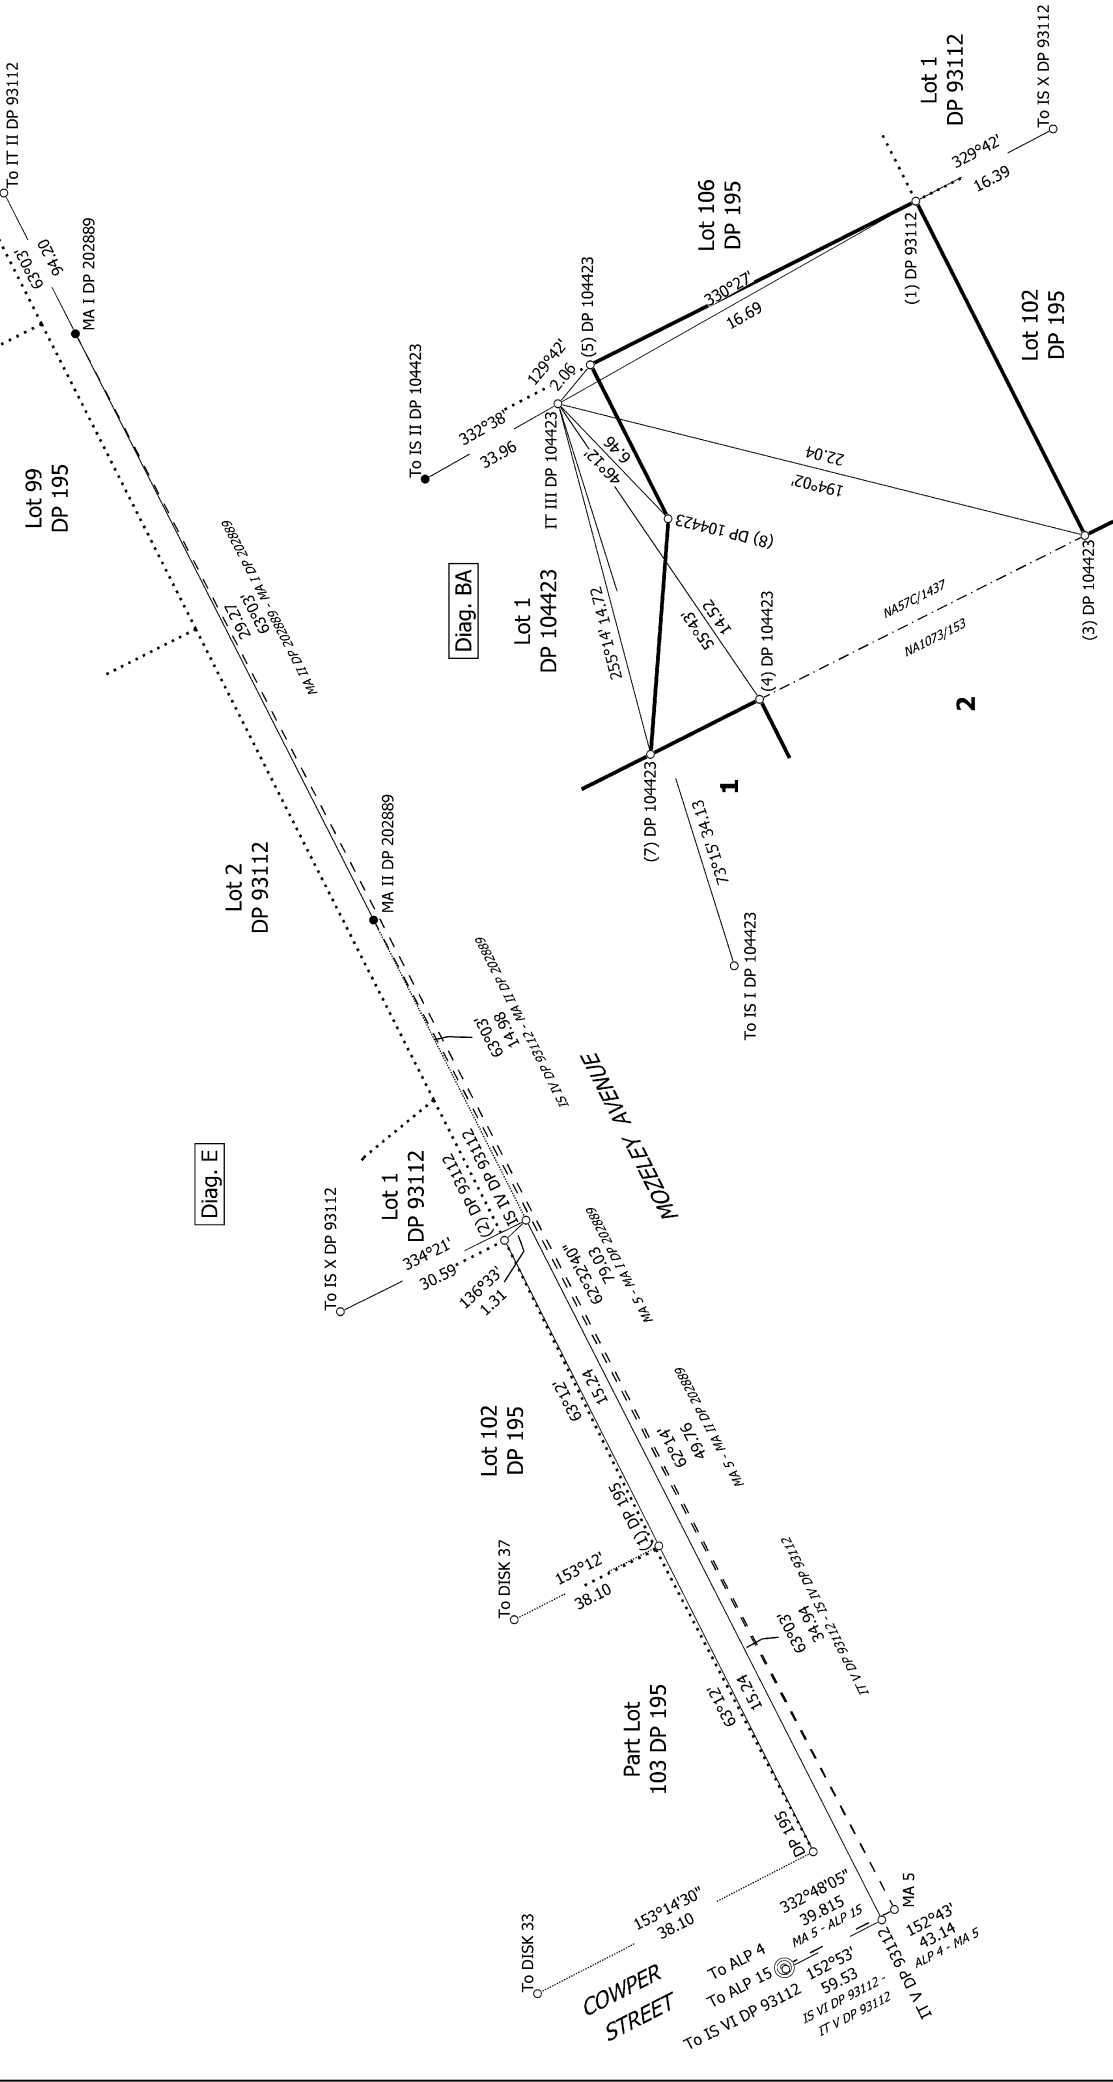 To IT II DP 93112
63°03'
94.20
MA I DP 202889
Lot 99
DP 195
29.27
63°03'
MA II DP 202889 - MA I DP 202889
Lot 2
DP 93112
MA II DP 202889
63°03'
14.98
IS IV DP 93112 - MA II DP 202889
MOZELEY AVENUE
Diag. E
Lot 1
DP 93112
(2) DP 93112
IS IV DP 93112
To IS X DP 93112
334°21'
30.59
136°33'
1.31
62°32'40"
79.03
MA 5 - MA I DP 202889
63°12'
15.24
Lot 102
DP 195
62°14'
49.76
MA 5 - MA II DP 202889
(1) DP 195
To DISK 37
153°12'
38.10
63°03'
34.94
IT V DP 93112 - IS IV DP 93112
63°12'
15.24
Part Lot
103 DP 195
DP 195
To DISK 33
153°14'30"
38.10
COWPER
STREET
332°48'05"
39.815
MA 5 - ALP 15
To ALP 4
To ALP 15
To IS VI DP 93112
152°53'
59.53
IS VI DP 93112 -
IT V DP 93112
MA 5
152°43'
43.14
ALP 4 - MA 5
IT V DP 93112
Diag. BA
Lot 1
DP 93112
To IS X DP 93112
329°42'
16.39
Lot 106
DP 195
(1) DP 93112
330°27'
16.69
(5) DP 104423
129°42'
2.06
To IS II DP 104423
332°38'
33.96
IT III DP 104423
6.46
46°12'
22.04
194°02'
Lot 102
DP 195
(8) DP 104423
Lot 1
DP 104423
255°14' 14.72
14.52
55°43'
(4) DP 104423
NA57C/1437
NA1073/153
(3) DP 104423
2
(7) DP 104423
1
73°15' 34.13
To IS I DP 104423